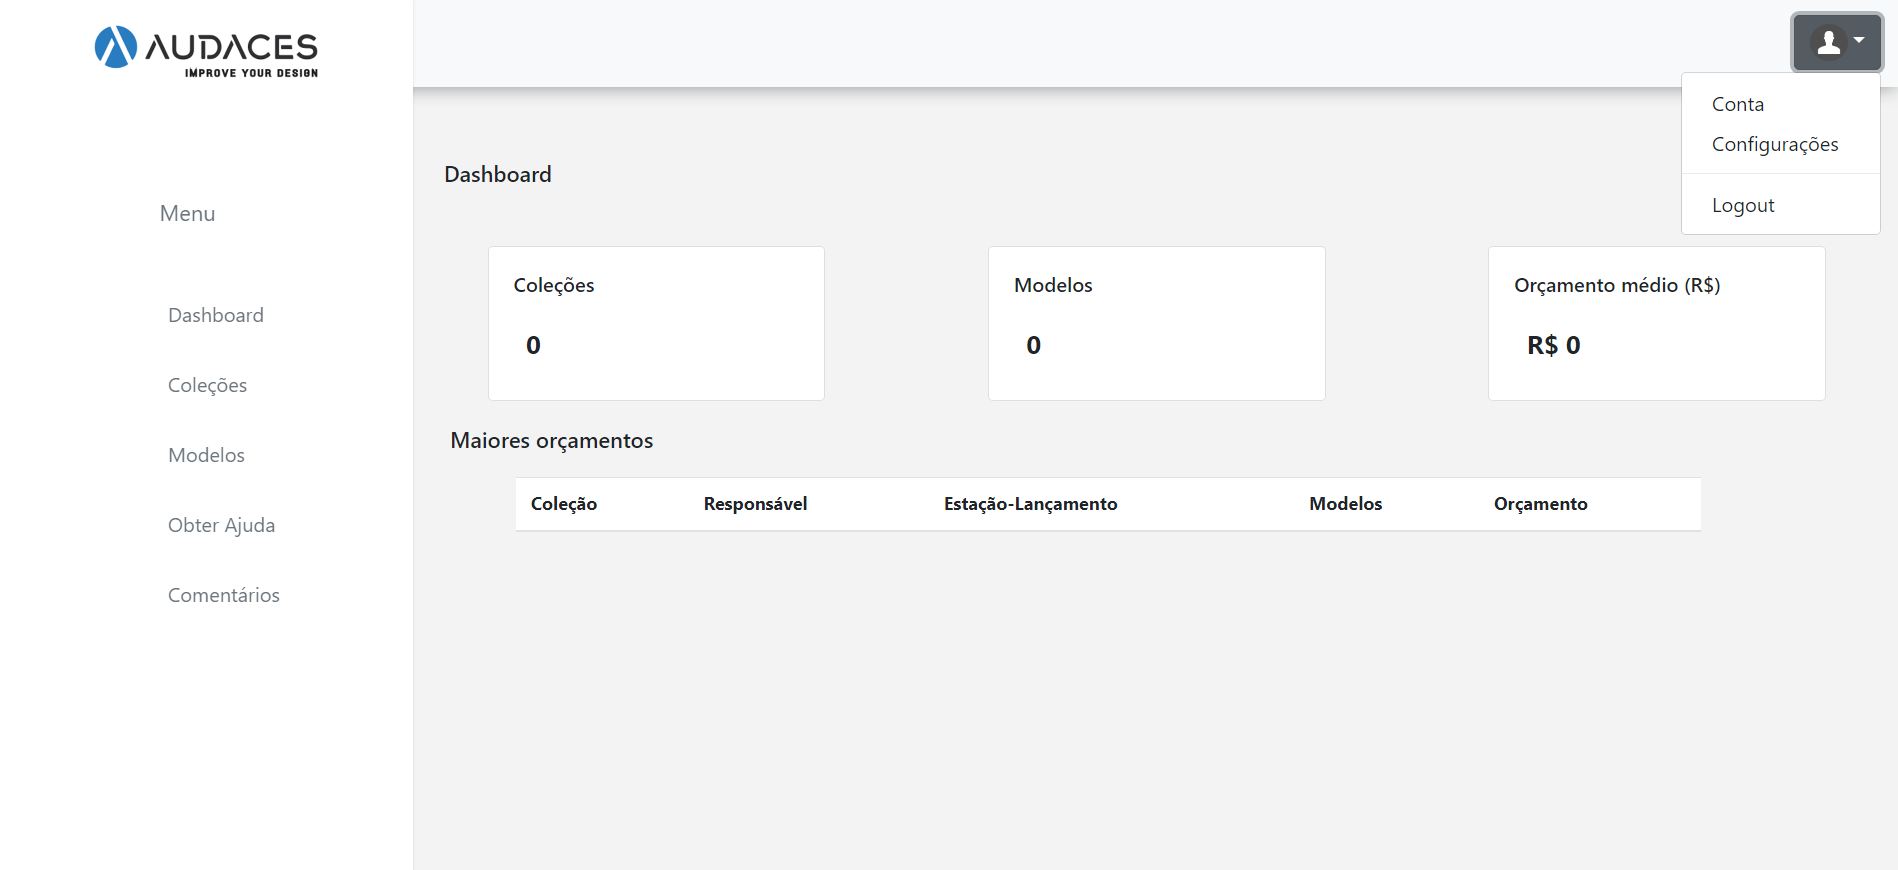 AUDACES
IMPROVE YOUR DESIGN
Menu
Dashboard
Coleções
Modelos
Obter Ajuda
Comentários
Conta
Configurações
Logout
Dashboard
Coleções
0
Modelos
0
Orçamento médio (R$)
R$ 0
Maiores orçamentos
Coleção Responsável Estação-Lançamento Modelos Orçamento